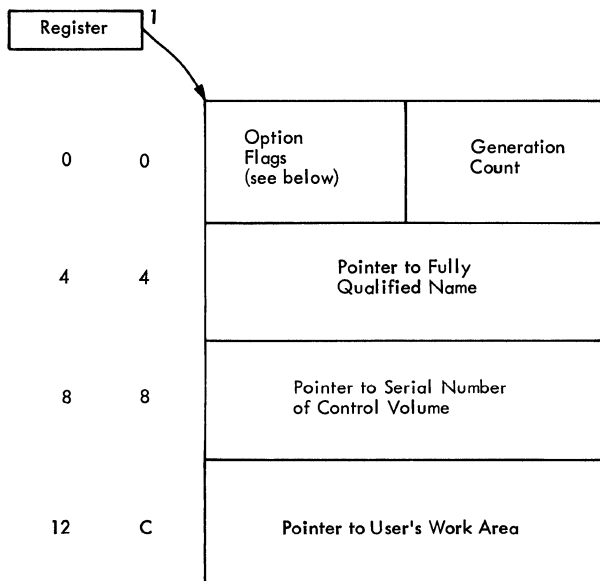 Register 1
Option
Flags
(see below)
Generation
Count
0 0
Pointer to Fully
Qualified Name
4 4
Pointer to Serial Number
of Control Volume
8 8
Pointer to User's Work Area
12 C